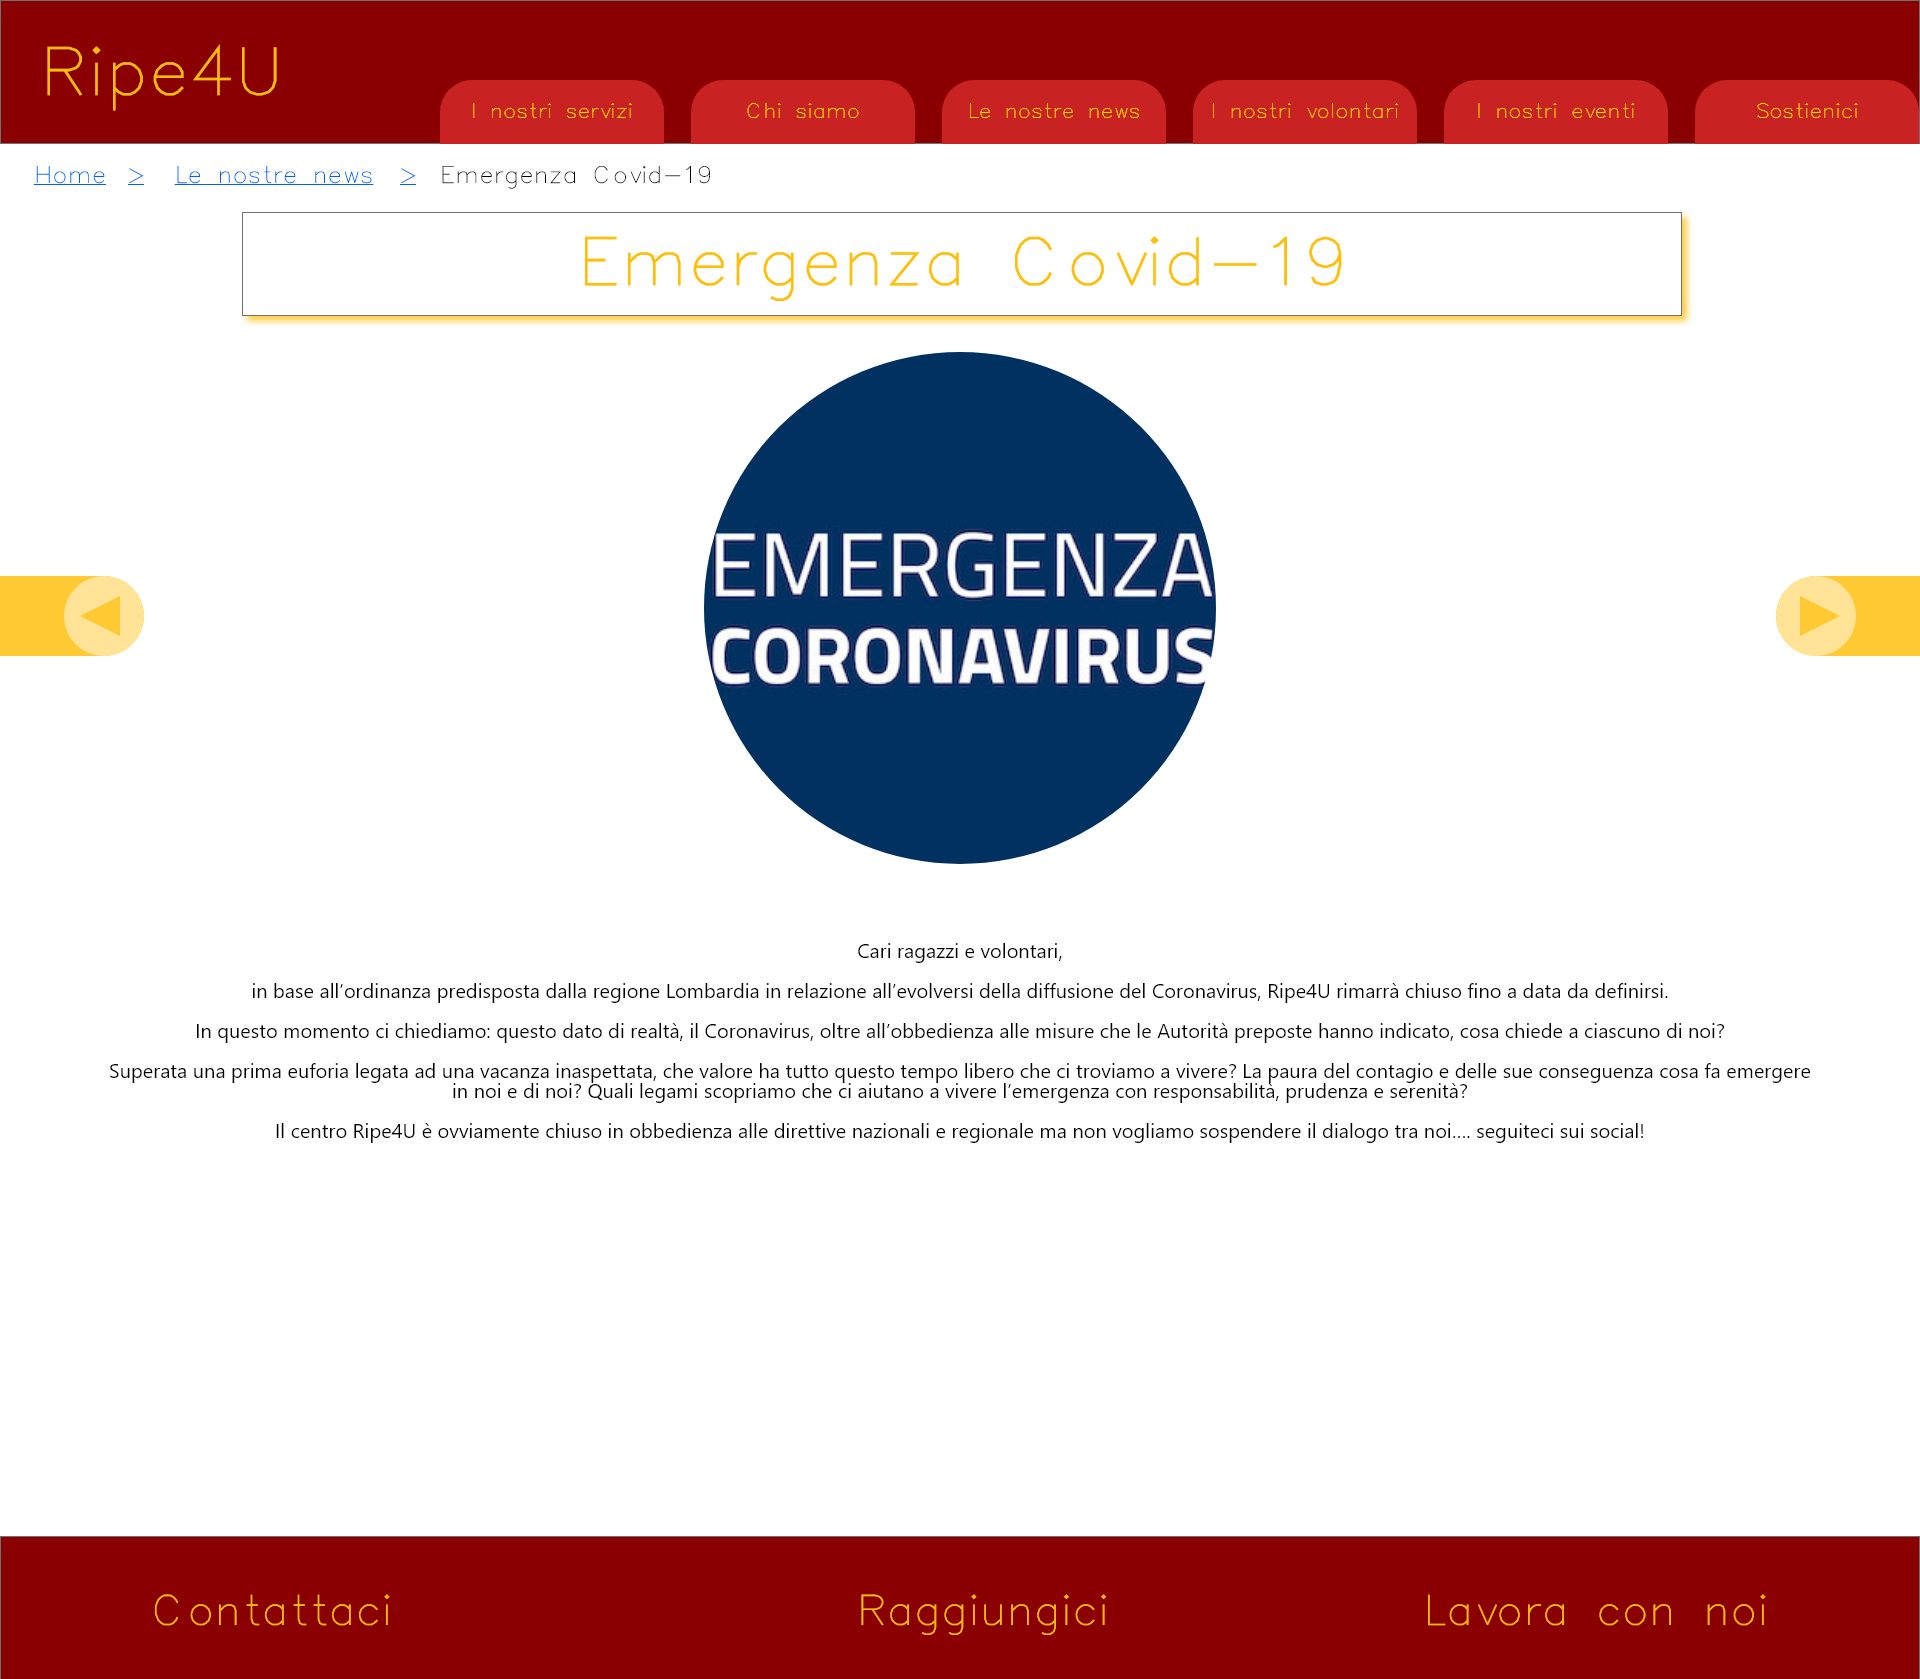 Ripe4U
I nostri servizi
Chi siamo
Le nostre news
I nostri volontari
I nostri eventi
Sostienici
Home > Le nostre news > Emergenza Covid-19
Emergenza Covid-19
EMERGENZA
CORONAVIRUS
Cari ragazzi e volontari,
in base all’ordinanza predisposta dalla regione Lombardia in relazione all’evolversi della diffusione del Coronavirus, Ripe4U rimarrà chiuso fino a data da definirsi.
In questo momento ci chiediamo: questo dato di realtà, il Coronavirus, oltre all’obbedienza alle misure che le Autorità preposte hanno indicato, cosa chiede a ciascuno di noi?
Superata una prima euforia legata ad una vacanza inaspettata, che valore ha tutto questo tempo libero che ci troviamo a vivere? La paura del contagio e delle sue conseguenza cosa fa emergere
in noi e di noi? Quali legami scopriamo che ci aiutano a vivere l’emergenza con responsabilità, prudenza e serenità?
Il centro Ripe4U è ovviamente chiuso in obbedienza alle direttive nazionali e regionale ma non vogliamo sospendere il dialogo tra noi…. seguiteci sui social!
Contattaci
Raggiungici
Lavora con noi